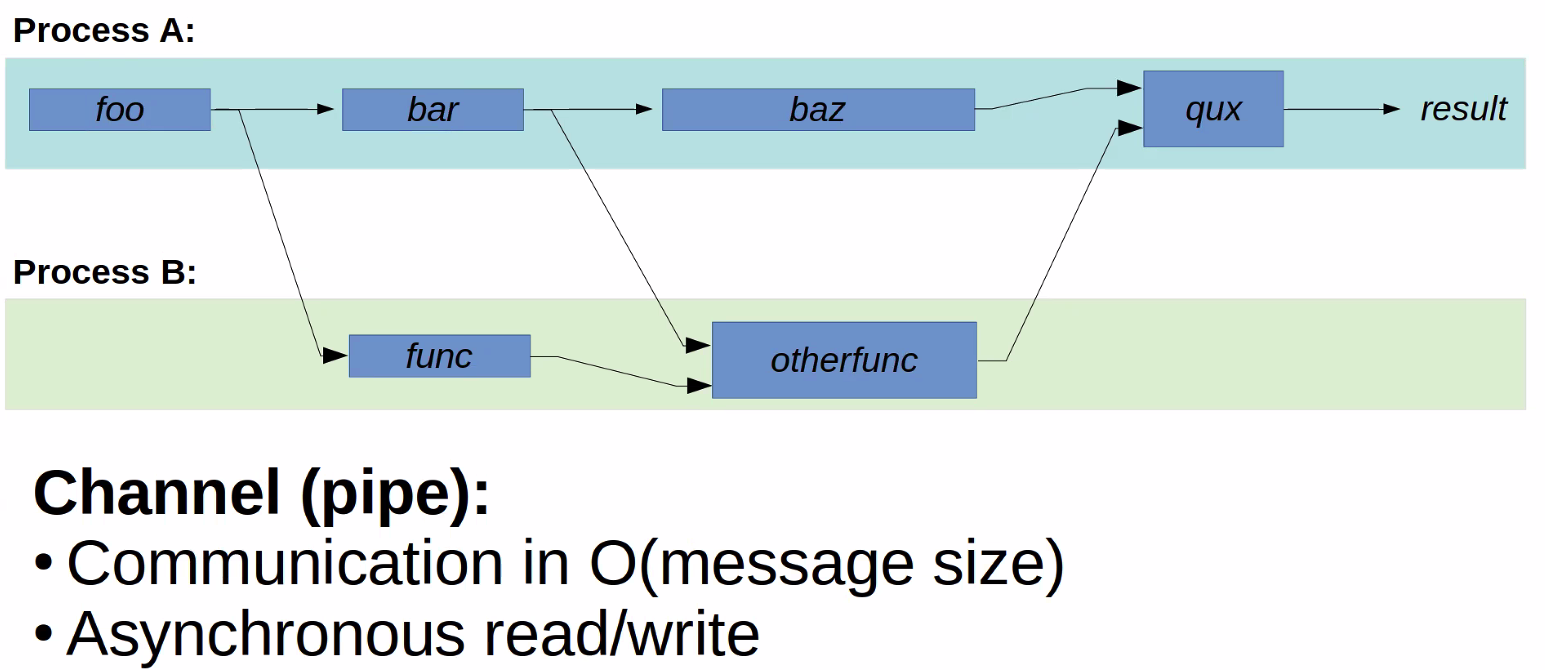 Process A:
foo
bar
baz
qux
result
Process B:
func
otherfunc
Channel (pipe):
• Communication in O(message size)
• Asynchronous read/write